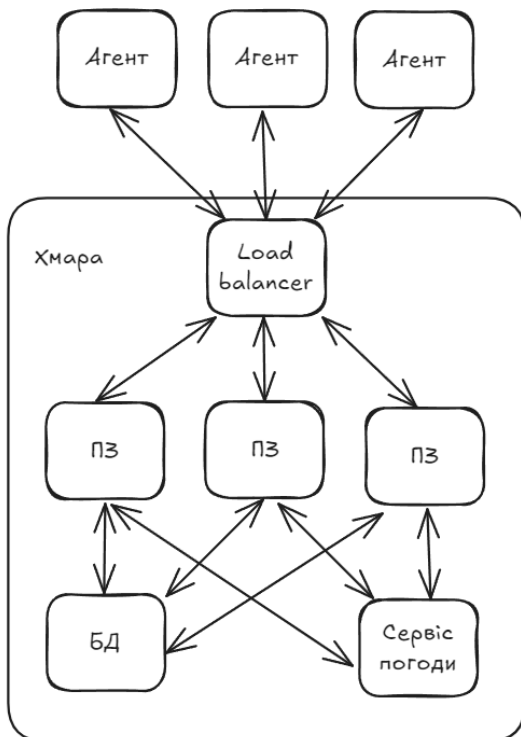 Агент
Агент
Агент
Хмара
Load
balancer
ПЗ
ПЗ
ПЗ
БД
Сервіс
погоди